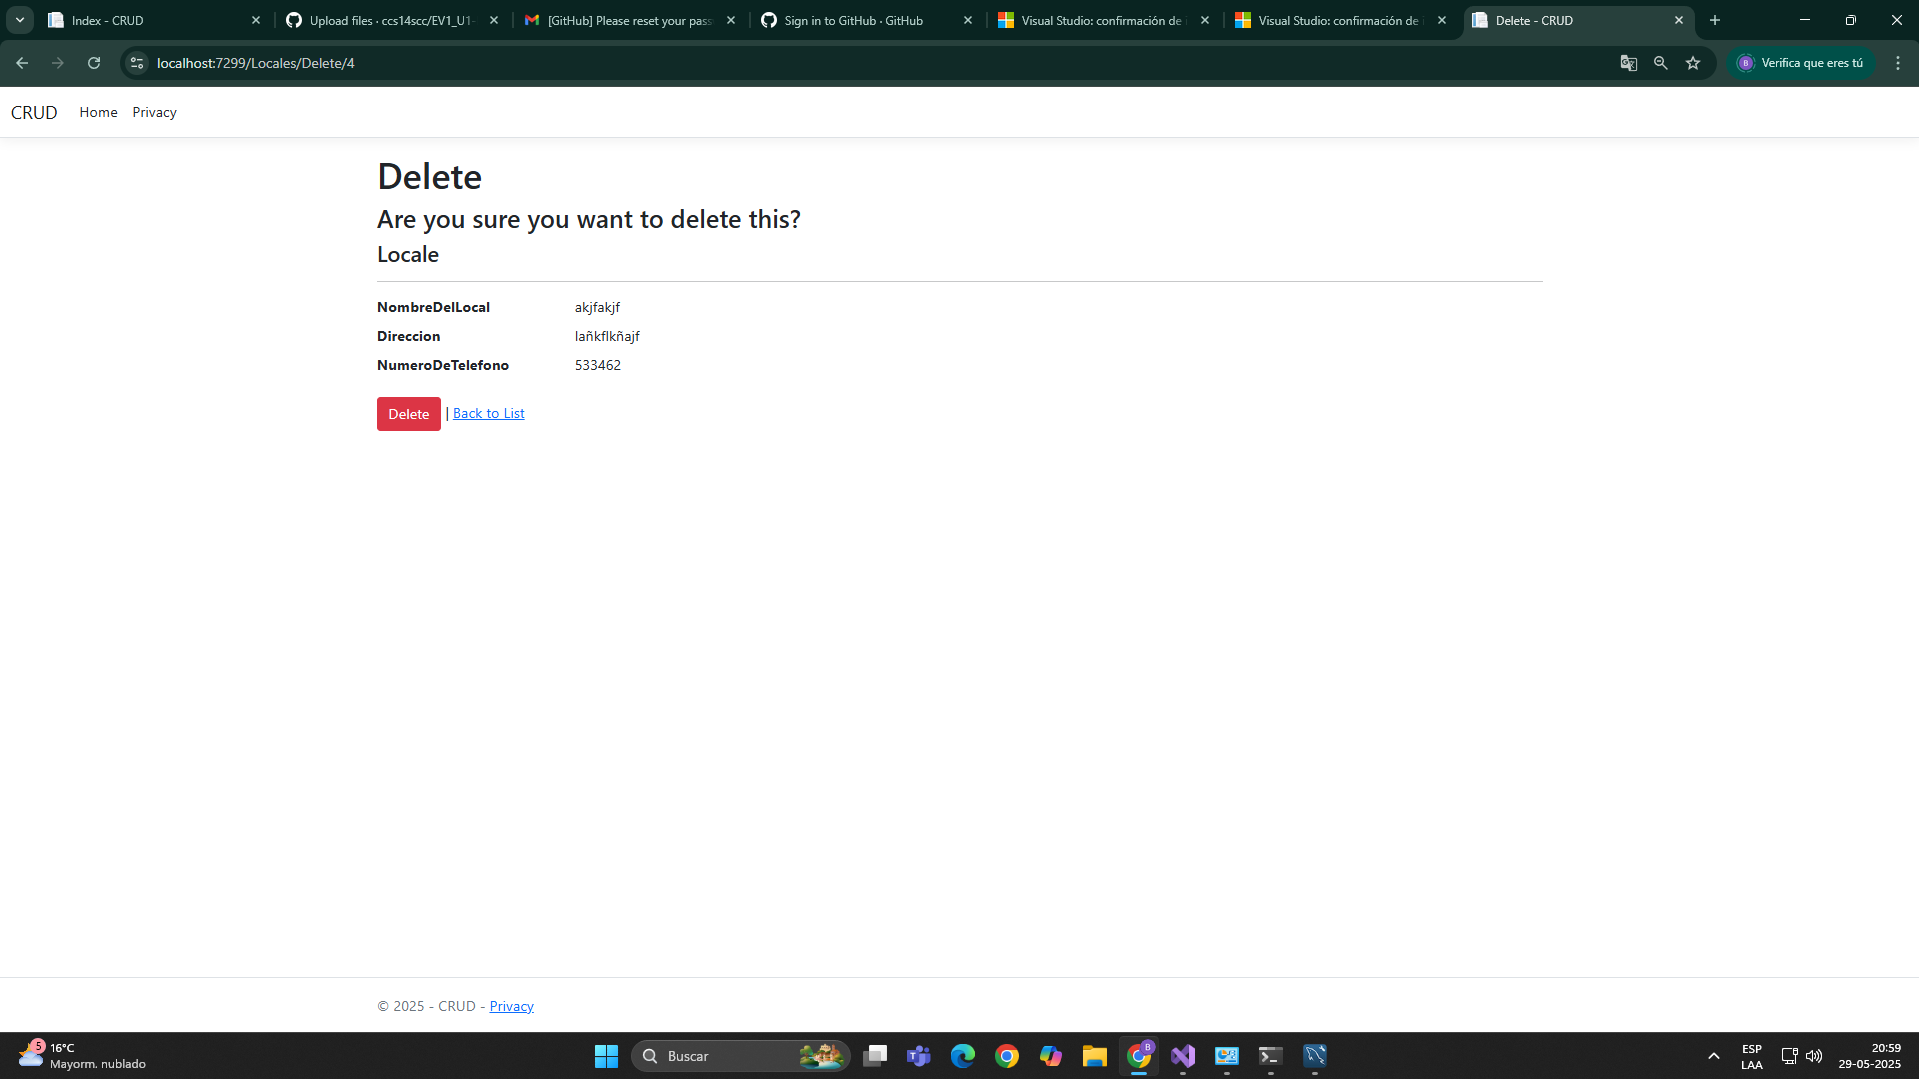 Index - CRUD
Upload files · ccs14scc/EV1_U1-
[GitHub] Please reset your pass
Sign in to GitHub · GitHub
Visual Studio: confirmación de
Visual Studio: confirmación de
Delete - CRUD
localhost:7299/Locales/Delete/4
B
Verifica que eres tú
CRUD
Home
Privacy
Delete
Are you sure you want to delete this?
Locale
NombreDelLocal akjfakjf
Direccion lañkflkñajf
NumeroDeTelefono 533462
Delete | Back to List
© 2025 - CRUD - Privacy
5
16°C
Mayorm. nublado
Buscar
B
ESP
LAA
20:59
29-05-2025